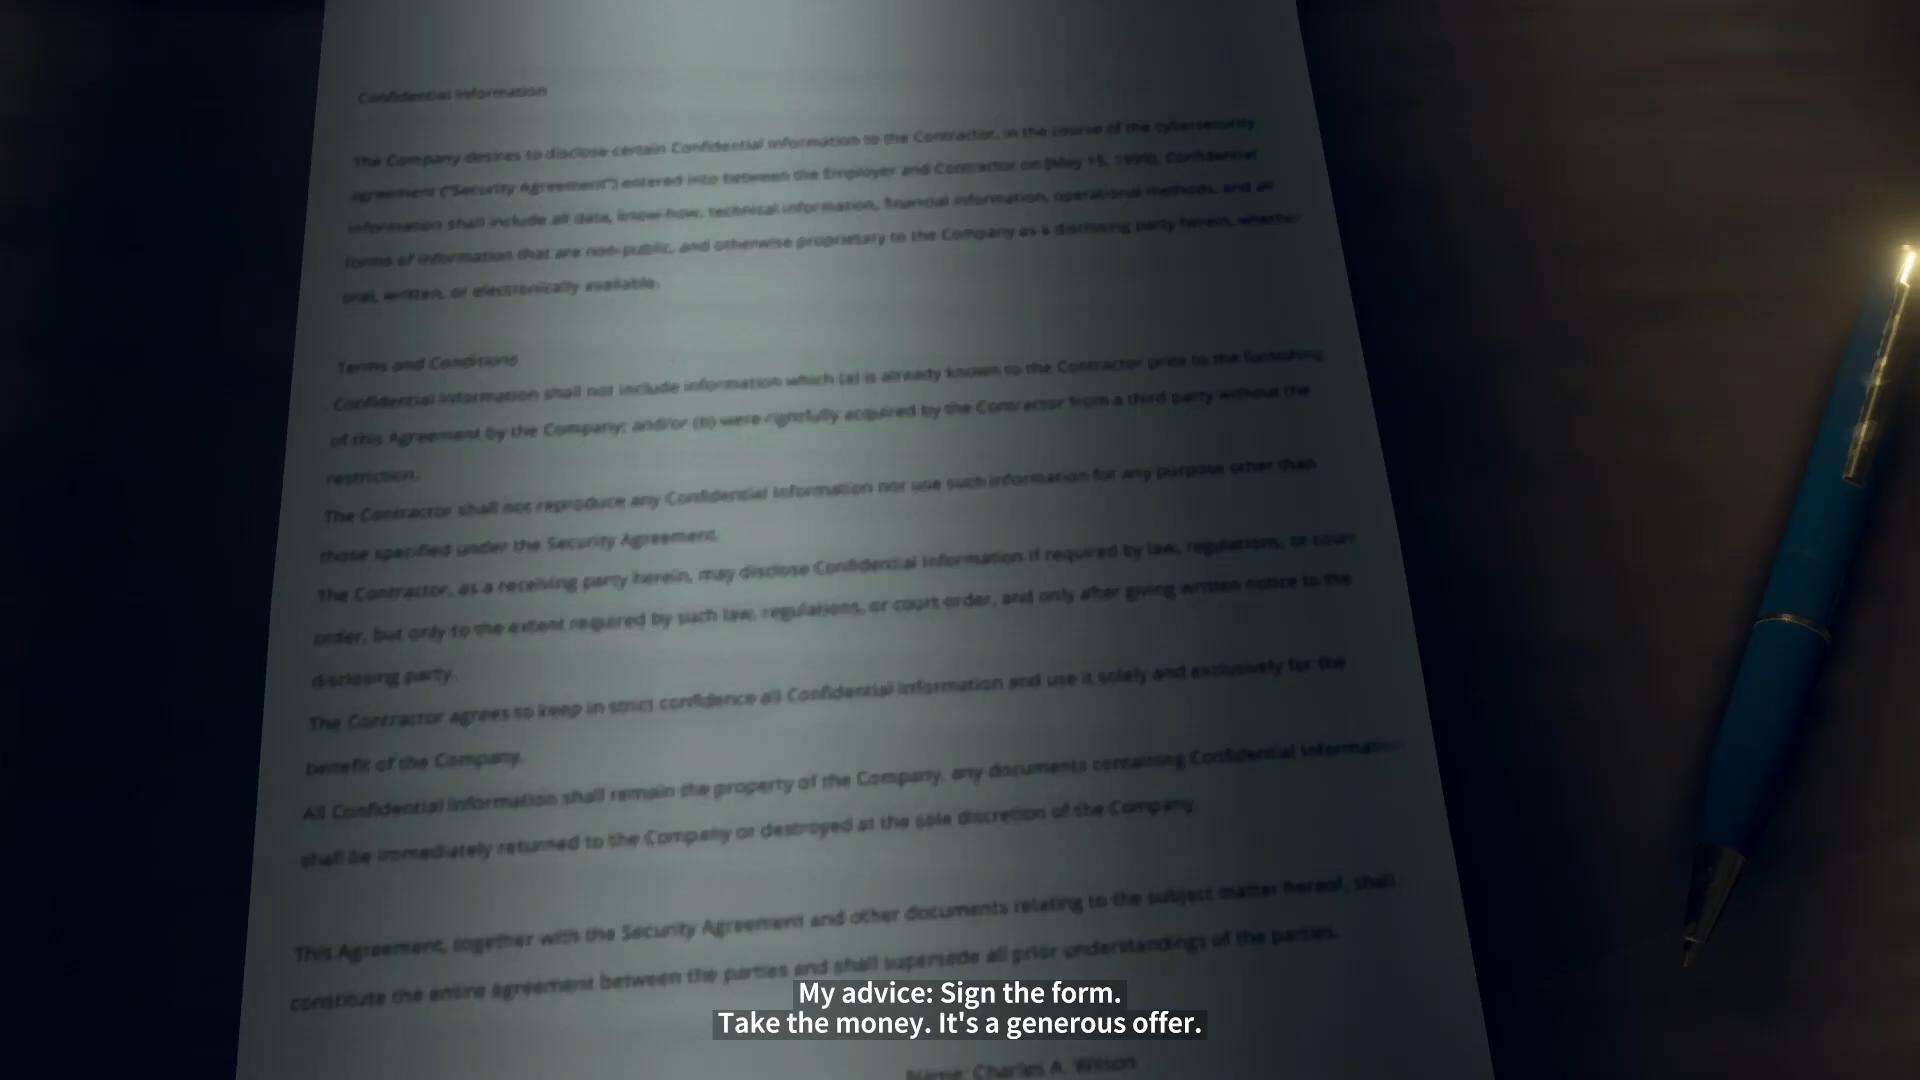 Confidential Information
The Company desires to disclose certain Confidential Information to the Contractor, in the course of the cybersecurity
agreement ("Security Agreement") entered into between the Employer and Contractor on (May 15, 1999). Confidential
information shall include all data, know-how, technical information, financial information, operational methods, and all
forms of information that are non-public, and otherwise proprietary to the Company as a disclosing party herein, whether
oral, written, or electronically available.
Terms and Conditions
Confidential Information shall not include information which (a) is already known to the Contractor prior to the furnishing
of this Agreement by the Company; and/or (b) were rightfully acquired by the Contractor from a third party without the
restriction.
The Contractor shall not reproduce any Confidential Information nor use such information for any purpose other than
those specified under the Security Agreement.
The Contractor, as a receiving party herein, may disclose Confidential Information if required by law, regulations, or court
order, but only to the extent required by such law, regulations, or court order, and only after giving written notice to the
disclosing party.
The Contractor agrees to keep in strict confidence all Confidential Information and use it solely and exclusively for the
benefit of the Company.
All Confidential Information shall remain the property of the Company, any documents containing Confidential Information
shall be immediately returned to the Company or destroyed at the sole discretion of the Company.
This Agreement, together with the Security Agreement and other documents relating to the subject matter hereof, shall
constitute the entire agreement between the parties and shall supersede all prior understandings of the parties.
My advice: Sign the form.
Take the money. It's a generous offer.
Name: Charles A. Wilson